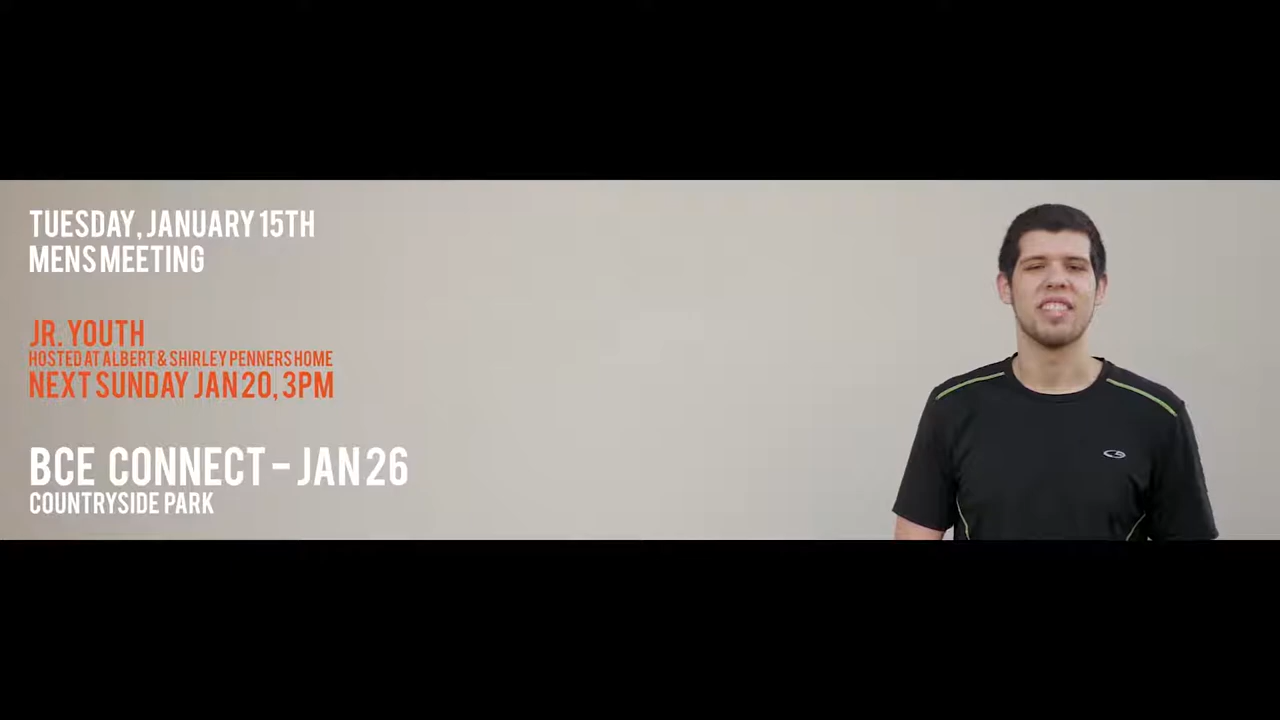 TUESDAY, JANUARY 15TH
MENS MEETING
JR. YOUTH
HOSTED AT ALBERT & SHIRLEY PENNERS HOME
NEXT SUNDAY JAN 20, 3PM
BCE CONNECT - JAN 26
COUNTRYSIDE PARK